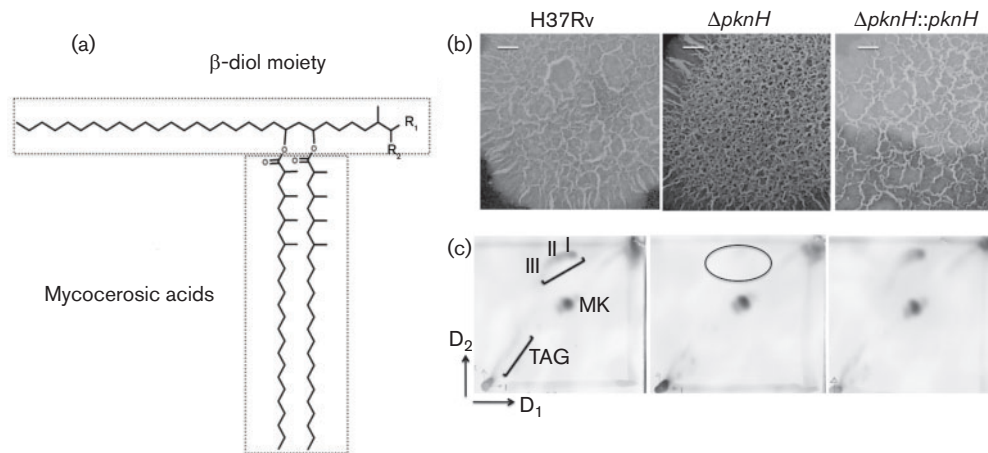 (a)
β-diol moiety
R1
R2
O
O
O
O
Mycocerosic acids
(b)
H37Rv
ΔpknH
ΔpknH::pknH
(c)
I
II
III
MK
TAG
D2
D1